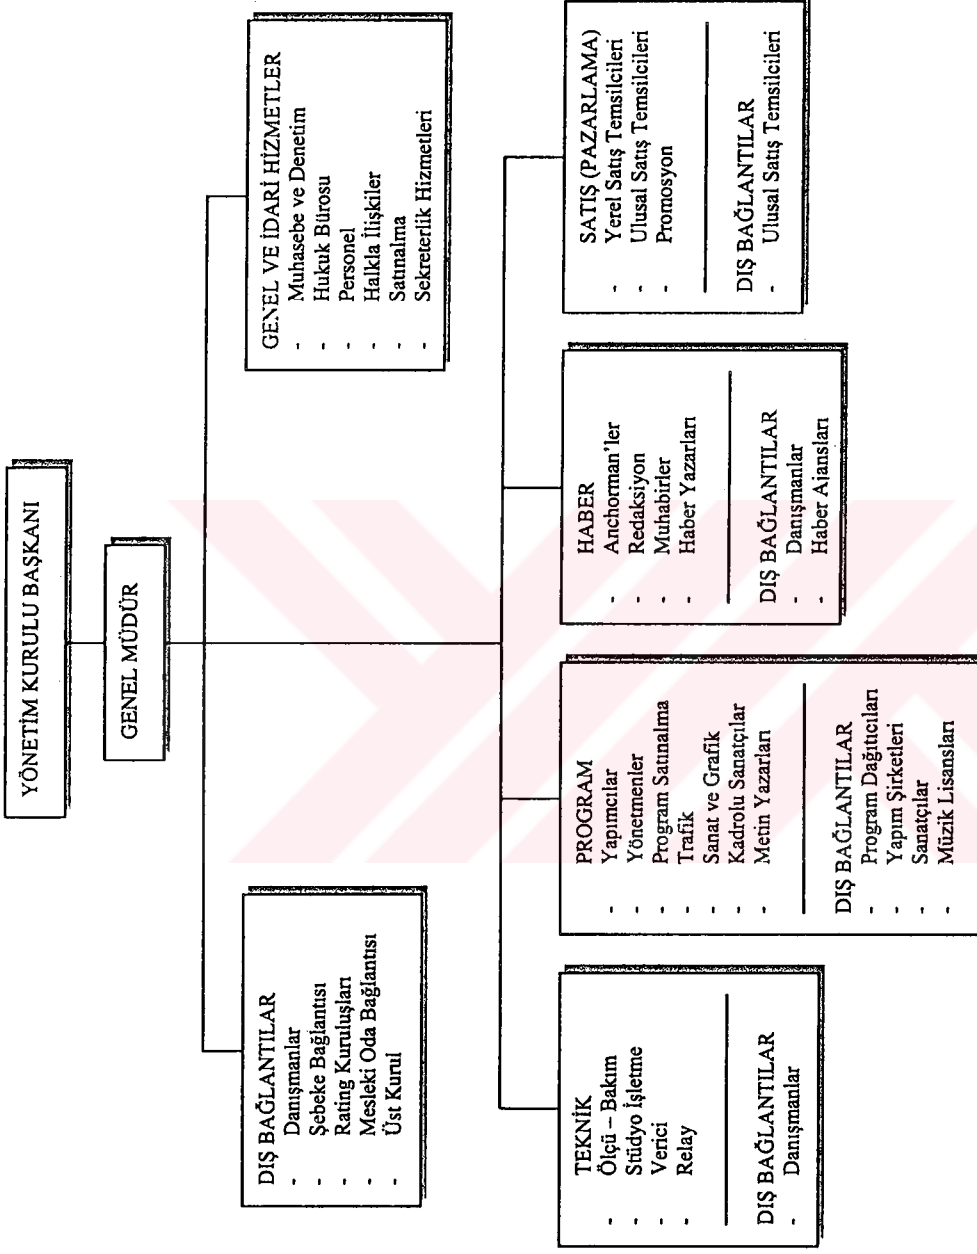 YÖNETİM KURULU BAŞKANI
GENEL MÜDÜR
DIŞ BAĞLANTILAR
- Danışmanlar
- Şebeke Bağlantısı
- Rating Kuruluşları
- Mesleki Oda Bağlantısı
- Üst Kurul
GENEL VE İDARİ HİZMETLER
- Muhasebe ve Denetim
- Hukuk Bürosu
- Personel
- Halkla İlişkiler
- Satınalma
- Sekreterlik Hizmetleri
TEKNİK
- Ölçü – Bakım
- Stüdyo İşletme
- Verici
- Relay
DIŞ BAĞLANTILAR
- Danışmanlar
PROGRAM
- Yapımcılar
- Yönetmenler
- Program Satınalma
- Trafik
- Sanat ve Grafik
- Kadrolu Sanatçılar
- Metin Yazarları
DIŞ BAĞLANTILAR
- Program Dağıtıcıları
- Yapım Şirketleri
- Sanatçılar
- Müzik Lisansları
HABER
- Anchorman'ler
- Redaksiyon
- Muhabirler
- Haber Yazarları
DIŞ BAĞLANTILAR
- Danışmanlar
- Haber Ajansları
SATIŞ (PAZARLAMA)
- Yerel Satış Temsilcileri
- Ulusal Satış Temsilcileri
- Promosyon
DIŞ BAĞLANTILAR
- Ulusal Satış Temsilcileri